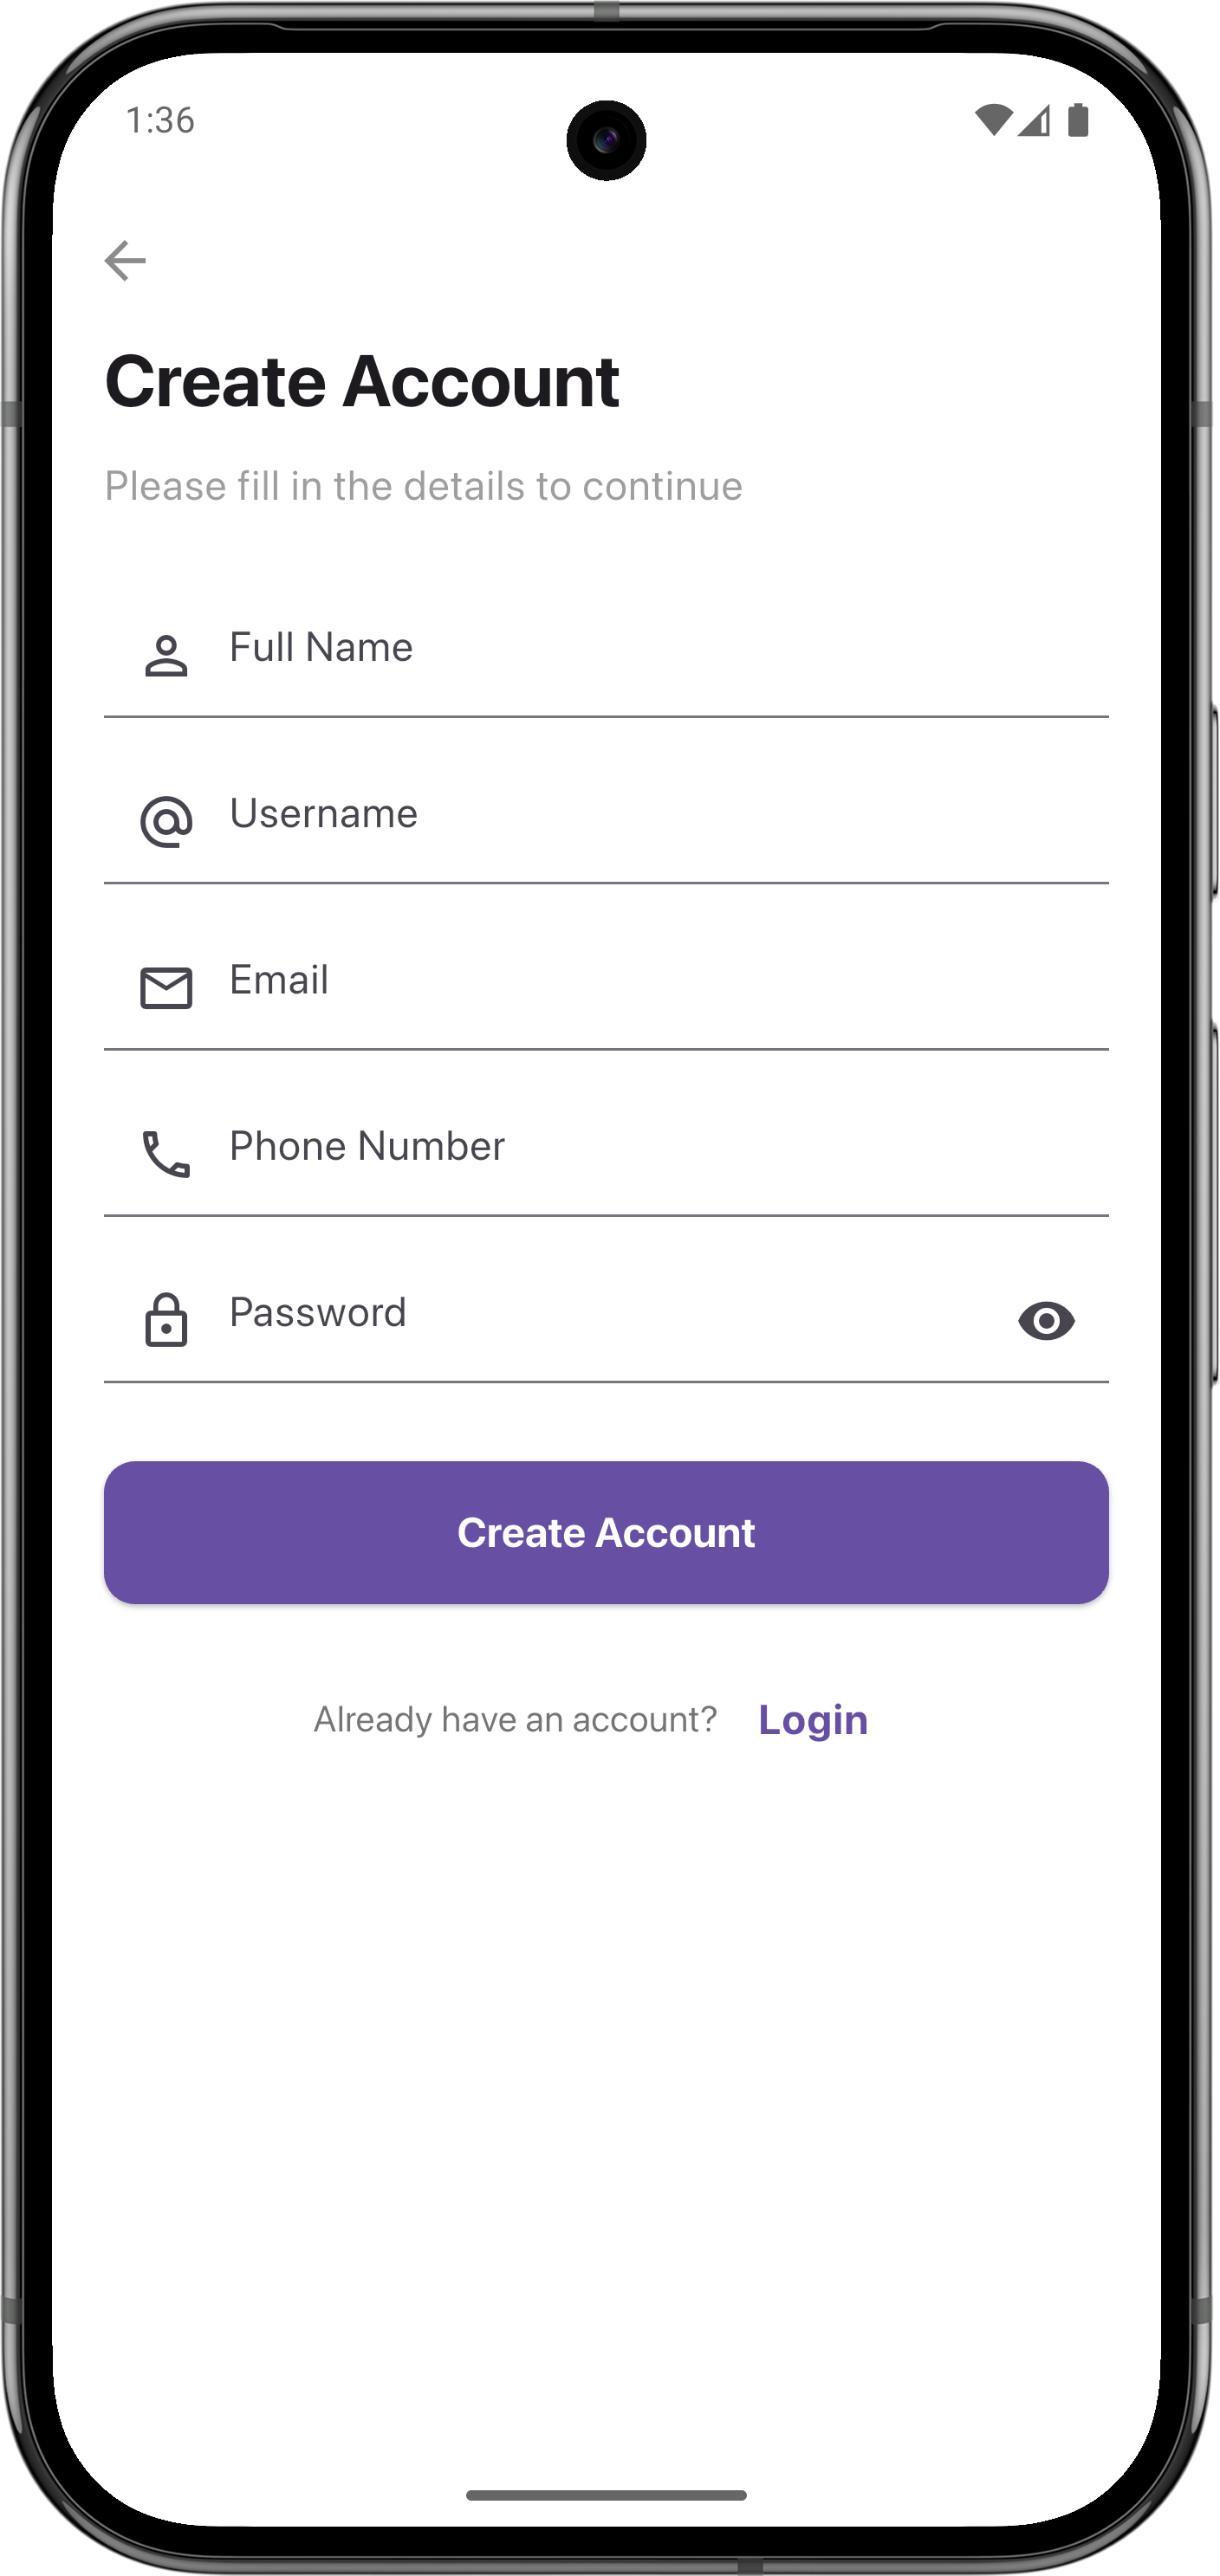 1:36
Create Account
Please fill in the details to continue
Full Name
Username
Email
Phone Number
Password
Create Account
Already have an account? Login